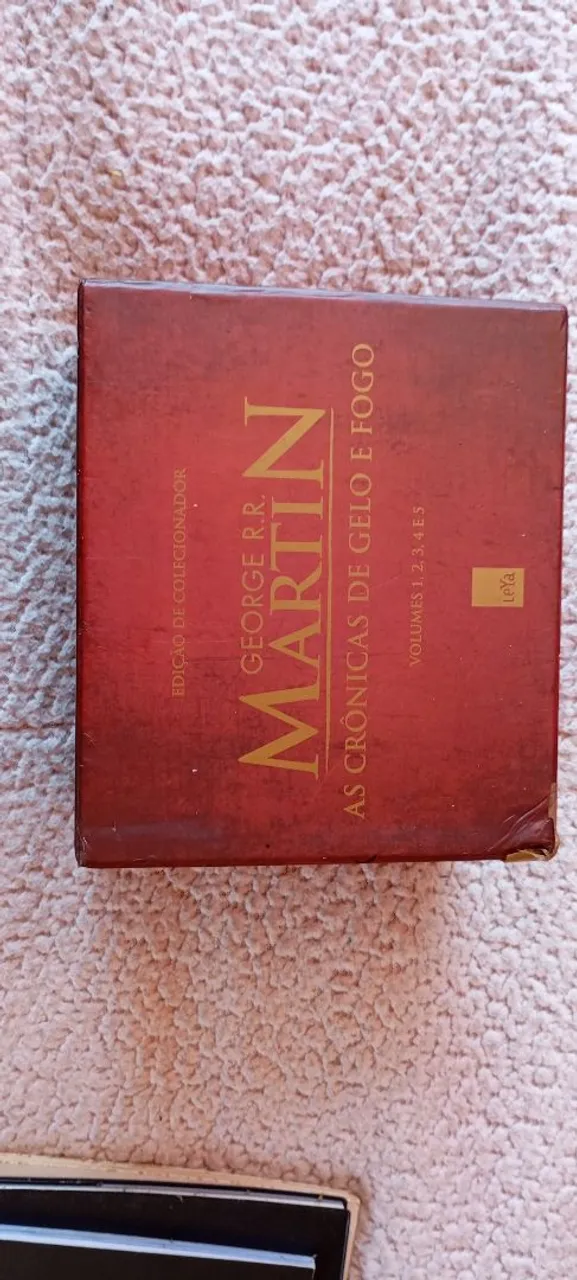 EDIÇÃO DE COLECIONADOR
GEORGE R.R.
MARTIN
AS CRÔNICAS DE GELO E FOGO
VOLUMES 1, 2, 3, 4 E 5
LeYa